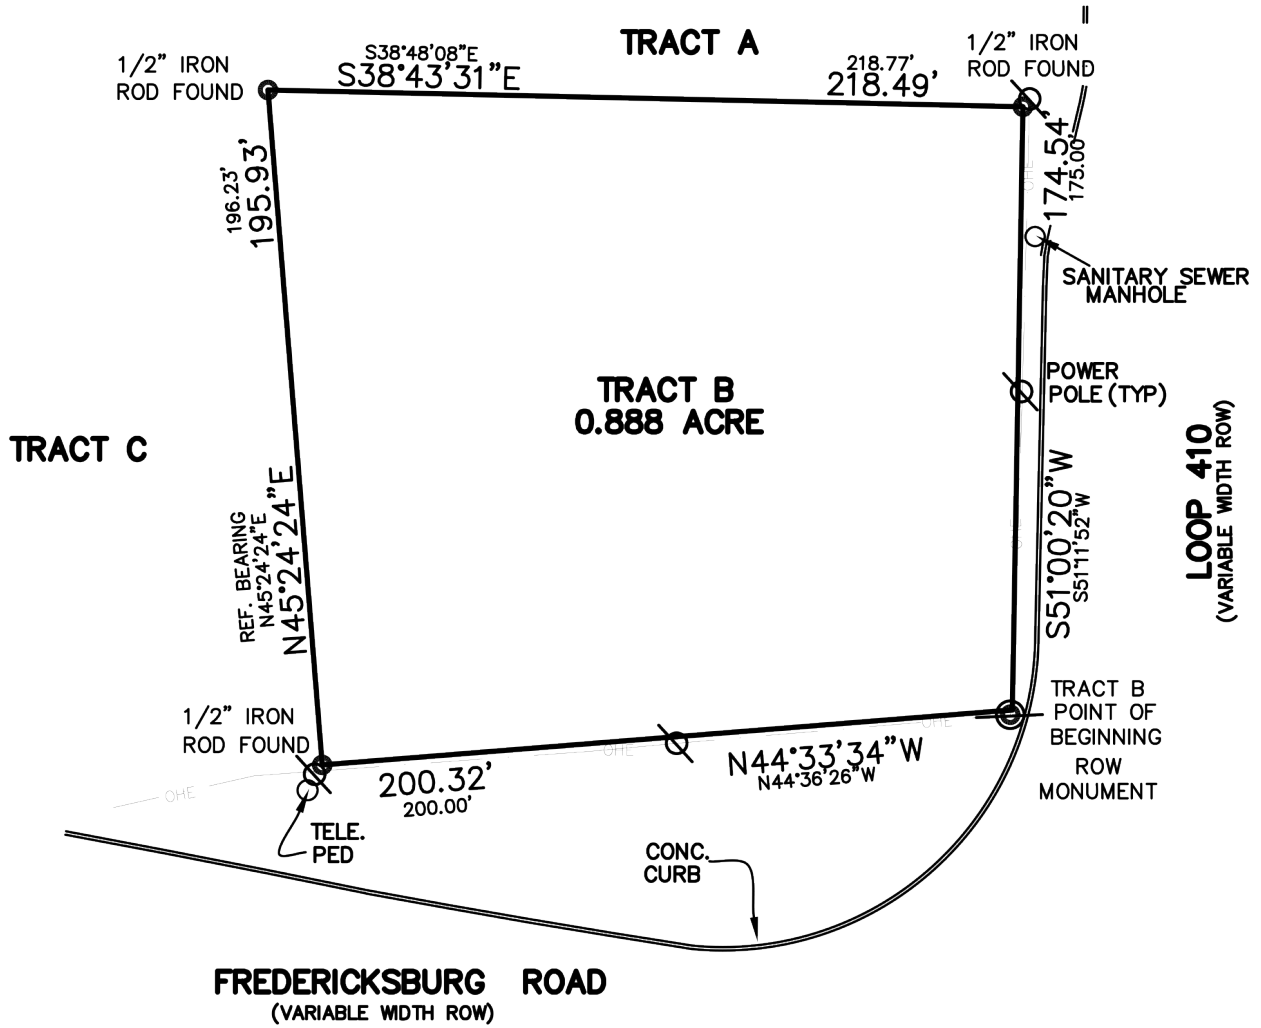 TRACT A
1/2" IRON
ROD FOUND
S38°48'08"E
S38°43'31"E
218.77'
218.49'
1/2" IRON
ROD FOUND
196.23'
195.93'
174.54'
175.00'
OHE
SANITARY SEWER
MANHOLE
POWER
POLE (TYP)
TRACT B
0.888 ACRE
TRACT C
LOOP 410
(VARIABLE WIDTH ROW)
REF. BEARING
N45°24'24"E
N45°24'24"E
S51°00'20"W
S51°11'52"W
OHE
1/2" IRON
ROD FOUND
TRACT B
POINT OF
BEGINNING
ROW
MONUMENT
OHE
OHE
OHE
200.32'
200.00'
N44°33'34"W
N44°36'26"W
TELE.
PED
CONC.
CURB
FREDERICKSBURG ROAD
(VARIABLE WIDTH ROW)